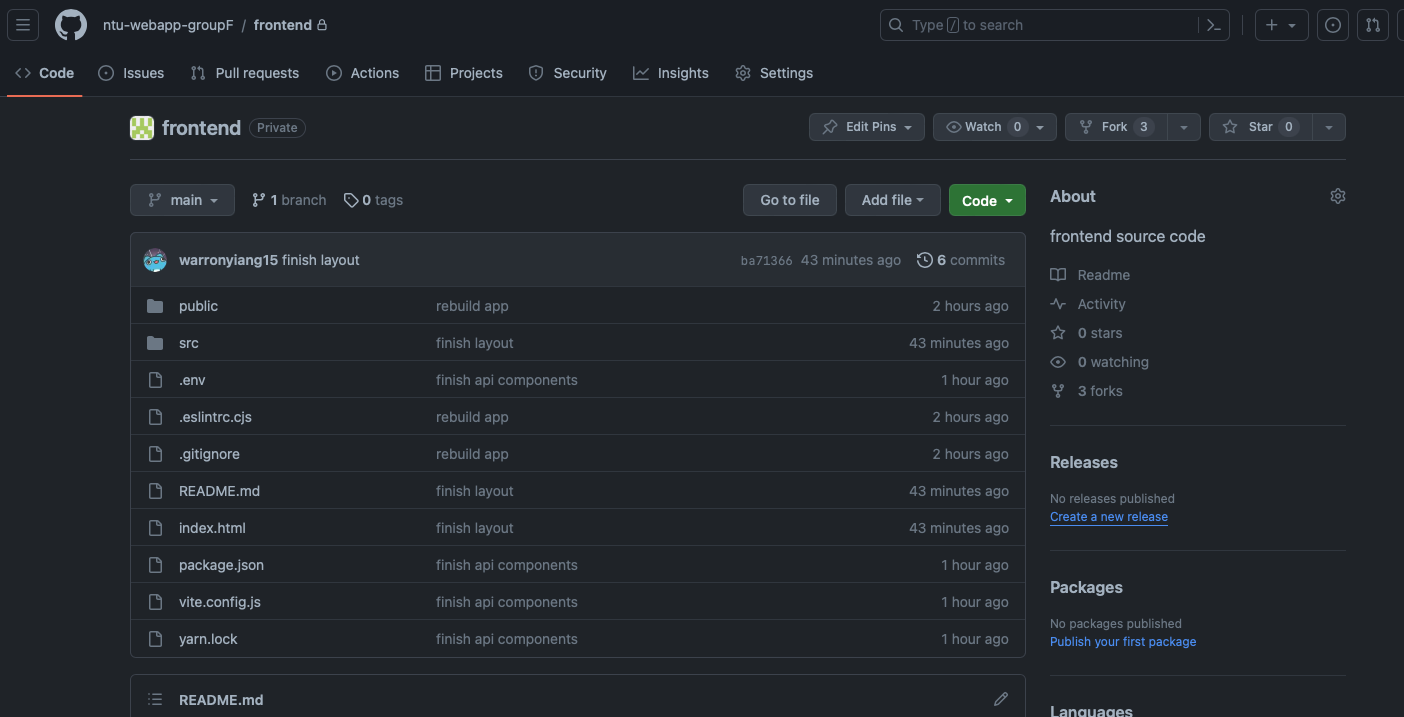 ntu-webapp-groupF / frontend
Type / to search
Code Issues Pull requests Actions Projects Security Insights Settings
frontend Private
Edit Pins Watch 0 Fork 3 Star 0
main 1 branch 0 tags Go to file Add file Code
warronyiang15 finish layout ba71366 43 minutes ago 6 commits
public rebuild app 2 hours ago
src finish layout 43 minutes ago
.env finish api components 1 hour ago
.eslintrc.cjs rebuild app 2 hours ago
.gitignore rebuild app 2 hours ago
README.md finish layout 43 minutes ago
index.html finish layout 43 minutes ago
package.json finish api components 1 hour ago
vite.config.js finish api components 1 hour ago
yarn.lock finish api components 1 hour ago
README.md
About
frontend source code
Readme
Activity
0 stars
0 watching
3 forks
Releases
No releases published
Create a new release
Packages
No packages published
Publish your first package
Languages